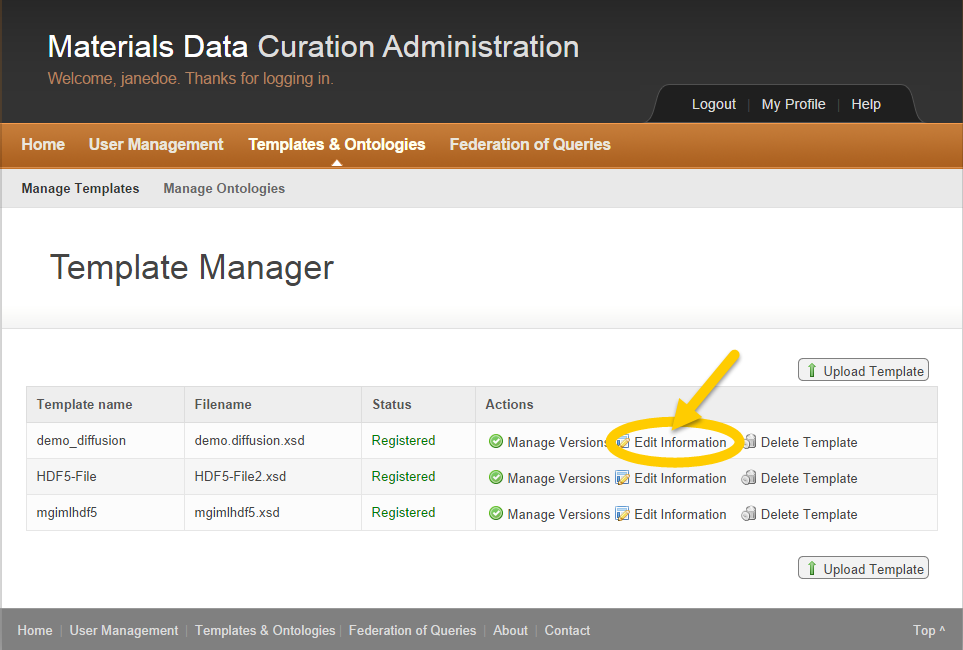 Materials Data Curation Administration
Welcome, janedoe. Thanks for logging in.
Logout | My Profile | Help
Home User Management Templates & Ontologies Federation of Queries
Manage Templates Manage Ontologies
Template Manager
Upload Template
Template name Filename Status Actions
demo_diffusion demo.diffusion.xsd Registered Manage Versions Edit Information Delete Template
HDF5-File HDF5-File2.xsd Registered Manage Versions Edit Information Delete Template
mgimlhdf5 mgimlhdf5.xsd Registered Manage Versions Edit Information Delete Template
Upload Template
Home | User Management | Templates & Ontologies | Federation of Queries | About | Contact Top ^